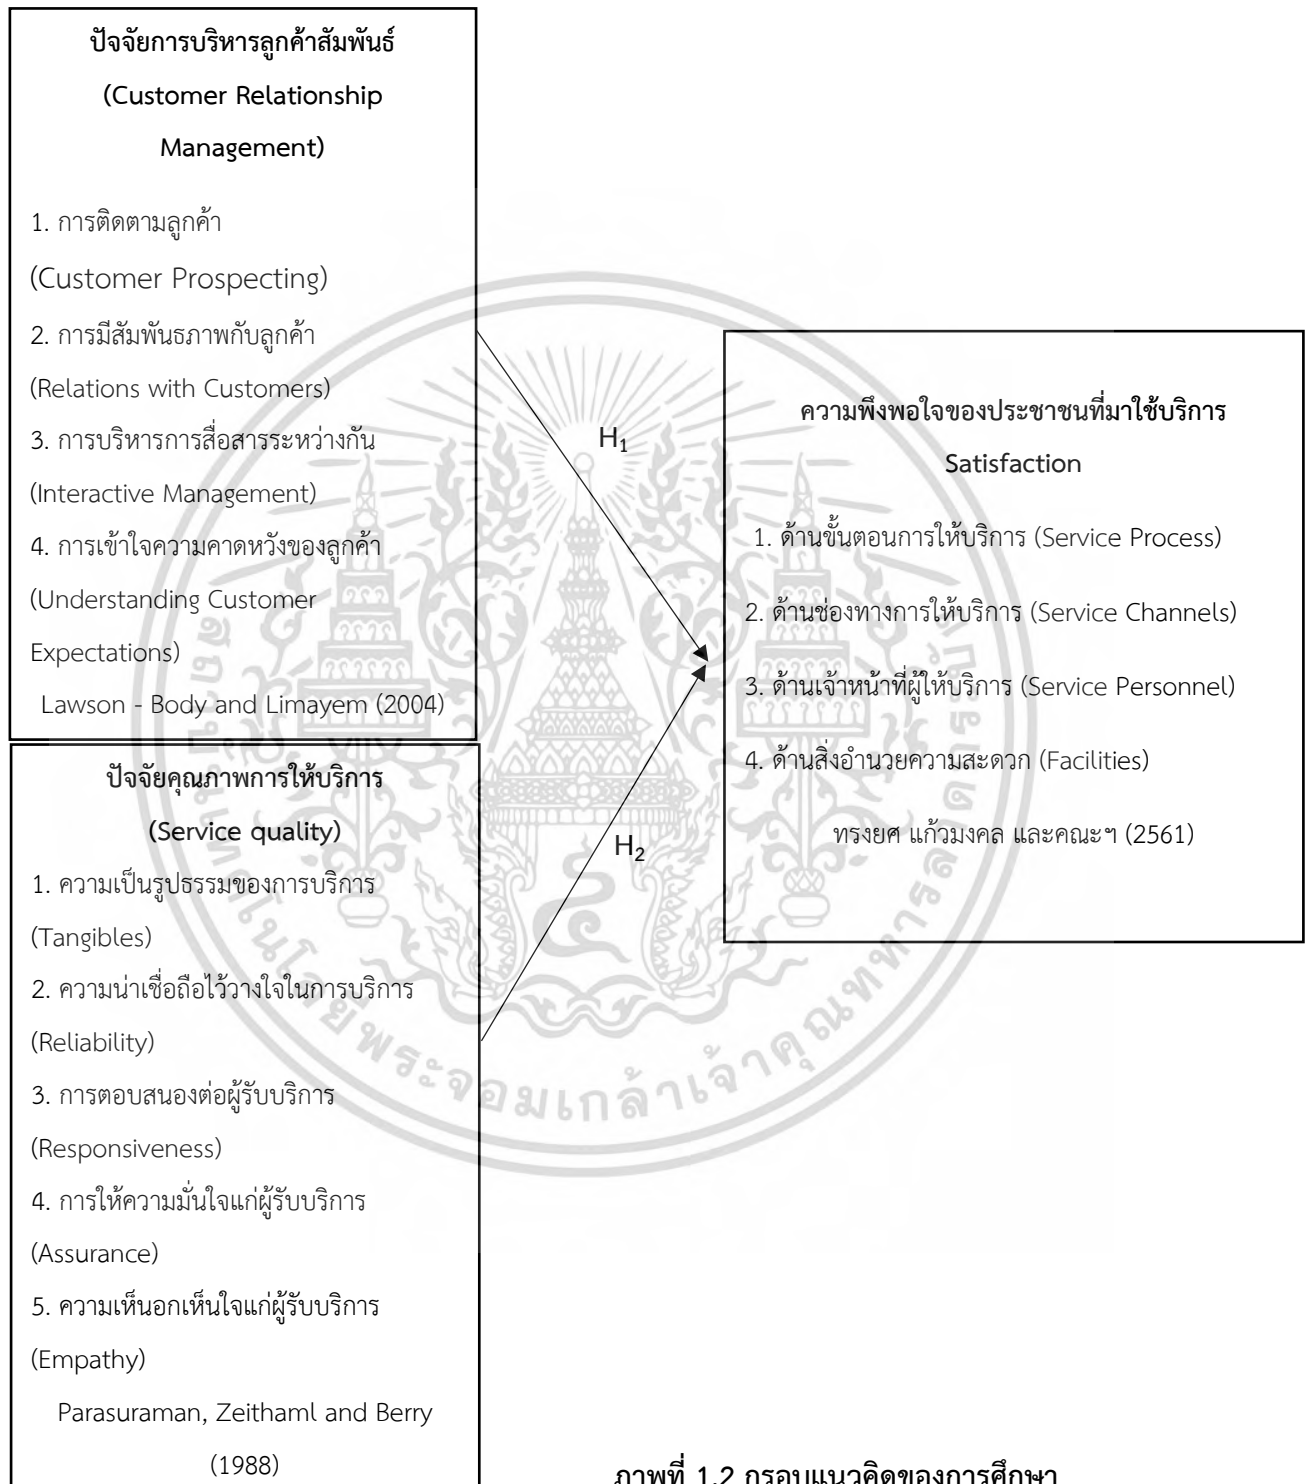 ปัจจัยการบริหารลูกค้าสัมพันธ์
(Customer Relationship
Management)
1. การติดตามลูกค้า
(Customer Prospecting)
2. การมีสัมพันธภาพกับลูกค้า
(Relations with Customers)
3. การบริหารการสื่อสารระหว่างกัน
(Interactive Management)
4. การเข้าใจความคาดหวังของลูกค้า
(Understanding Customer
Expectations)
Lawson - Body and Limayem (2004)
ปัจจัยคุณภาพการให้บริการ
(Service quality)
1. ความเป็นรูปธรรมของการบริการ
(Tangibles)
2. ความน่าเชื่อถือไว้วางใจในการบริการ
(Reliability)
3. การตอบสนองต่อผู้รับบริการ
(Responsiveness)
4. การให้ความมั่นใจแก่ผู้รับบริการ
(Assurance)
5. ความเห็นอกเห็นใจแก่ผู้รับบริการ
(Empathy)
Parasuraman, Zeithaml and Berry
(1988)
H₁
H₂
ความพึงพอใจของประชาชนที่มาใช้บริการ
Satisfaction
1. ด้านขั้นตอนการให้บริการ (Service Process)
2. ด้านช่องทางการให้บริการ (Service Channels)
3. ด้านเจ้าหน้าที่ผู้ให้บริการ (Service Personnel)
4. ด้านสิ่งอำนวยความสะดวก (Facilities)
ทรงยศ แก้วมงคล และคณะฯ (2561)
ภาพที่ 1.2 กรอบแนวคิดของการศึกษา